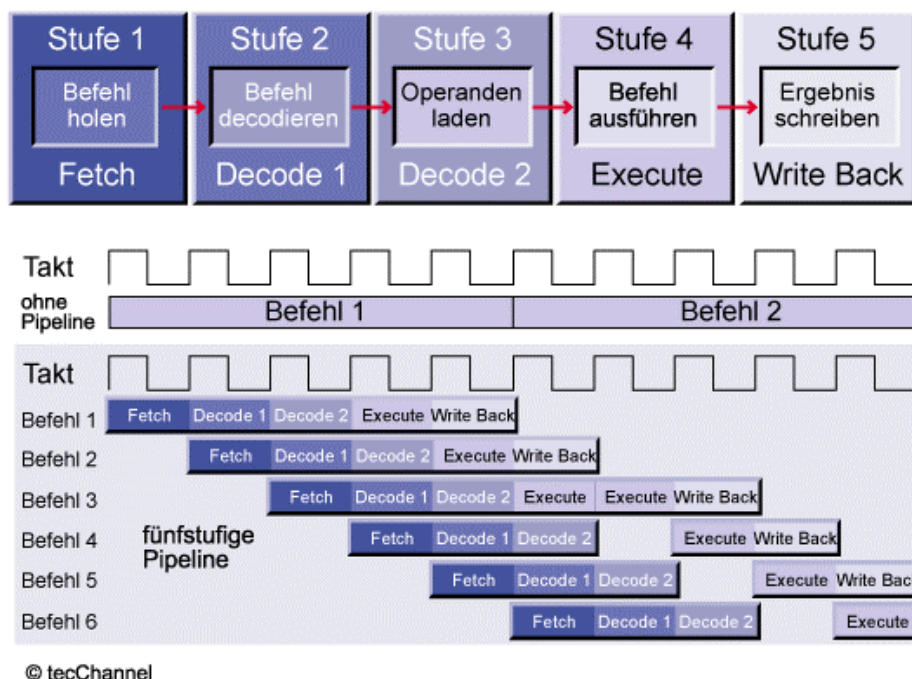 Stufe 1 Stufe 2 Stufe 3 Stufe 4 Stufe 5
Befehl Befehl Operanden Befehl Ergebnis
holen decodieren laden ausführen schreiben
Fetch Decode 1 Decode 2 Execute Write Back
Takt
ohne
Pipeline
Befehl 1 Befehl 2
Takt
Befehl 1 Fetch Decode 1 Decode 2 Execute Write Back
Befehl 2 Fetch Decode 1 Decode 2 Execute Write Back
Befehl 3 Fetch Decode 1 Decode 2 Execute Execute Write Back
Befehl 4 Fetch Decode 1 Decode 2 Execute Write Back
fünfstufige
Pipeline
Befehl 5 Fetch Decode 1 Decode 2 Execute Write Back
Befehl 6 Fetch Decode 1 Decode 2 Execute
© tecChannel